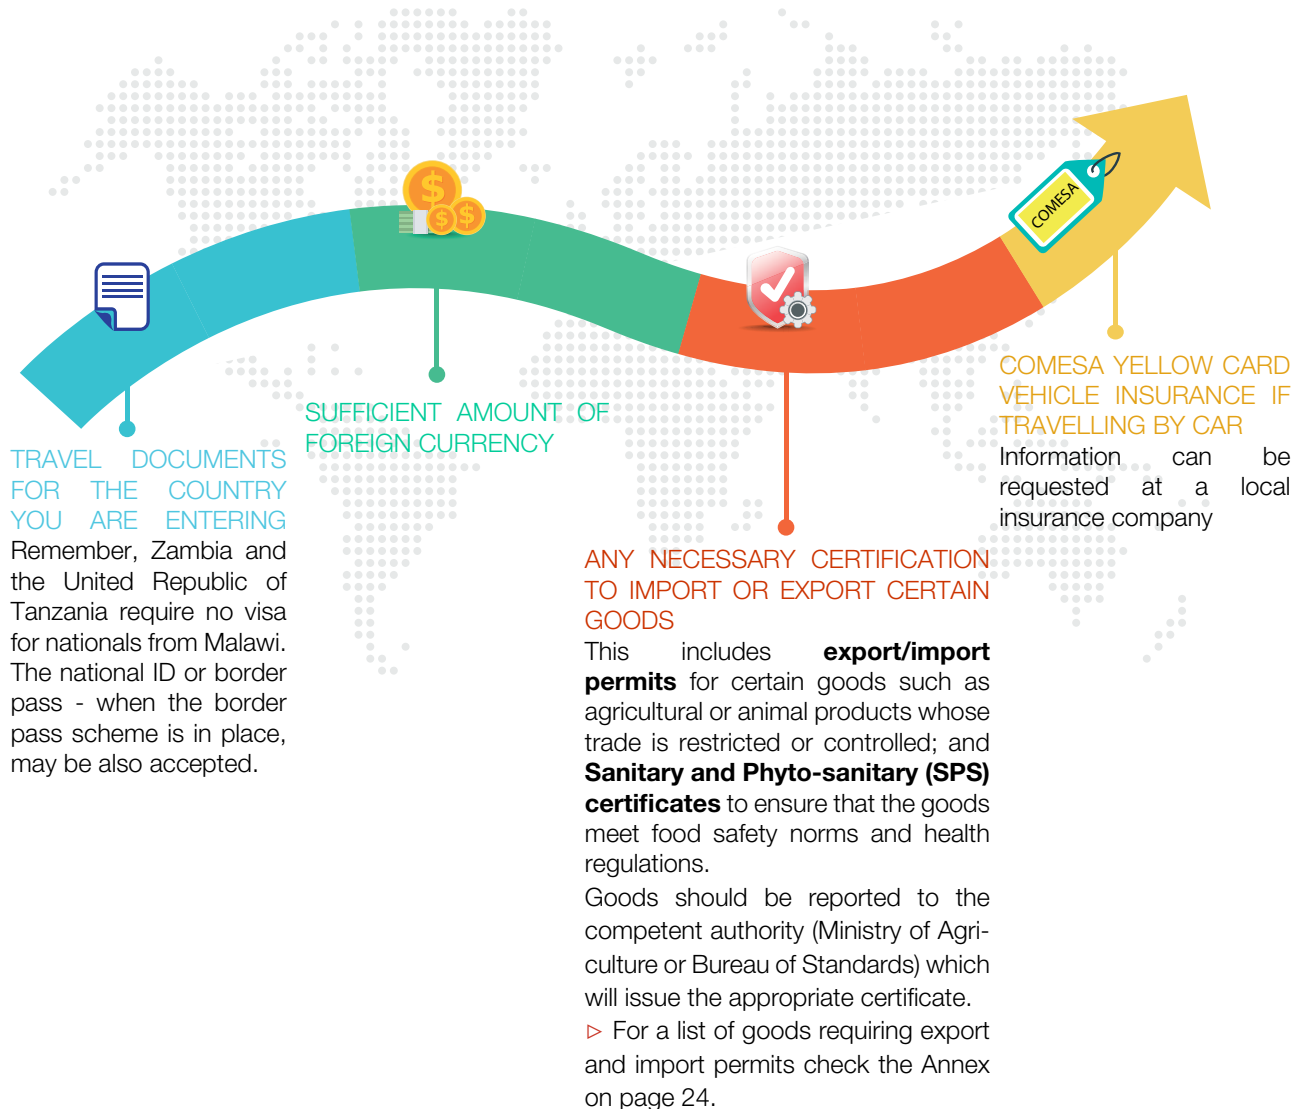 $
$
$
COMESA
TRAVEL DOCUMENTS
FOR THE COUNTRY
YOU ARE ENTERING
Remember, Zambia and
the United Republic of
Tanzania require no visa
for nationals from Malawi.
The national ID or border
pass - when the border
pass scheme is in place,
may be also accepted.
SUFFICIENT AMOUNT OF
FOREIGN CURRENCY
ANY NECESSARY CERTIFICATION
TO IMPORT OR EXPORT CERTAIN
GOODS
This includes export/import
permits for certain goods such as
agricultural or animal products whose
trade is restricted or controlled; and
Sanitary and Phyto-sanitary (SPS)
certificates to ensure that the goods
meet food safety norms and health
regulations.
Goods should be reported to the
competent authority (Ministry of Agri-
culture or Bureau of Standards) which
will issue the appropriate certificate.
▷ For a list of goods requiring export
and import permits check the Annex
on page 24.
COMESA YELLOW CARD
VEHICLE INSURANCE IF
TRAVELLING BY CAR
Information can be
requested at a local
insurance company